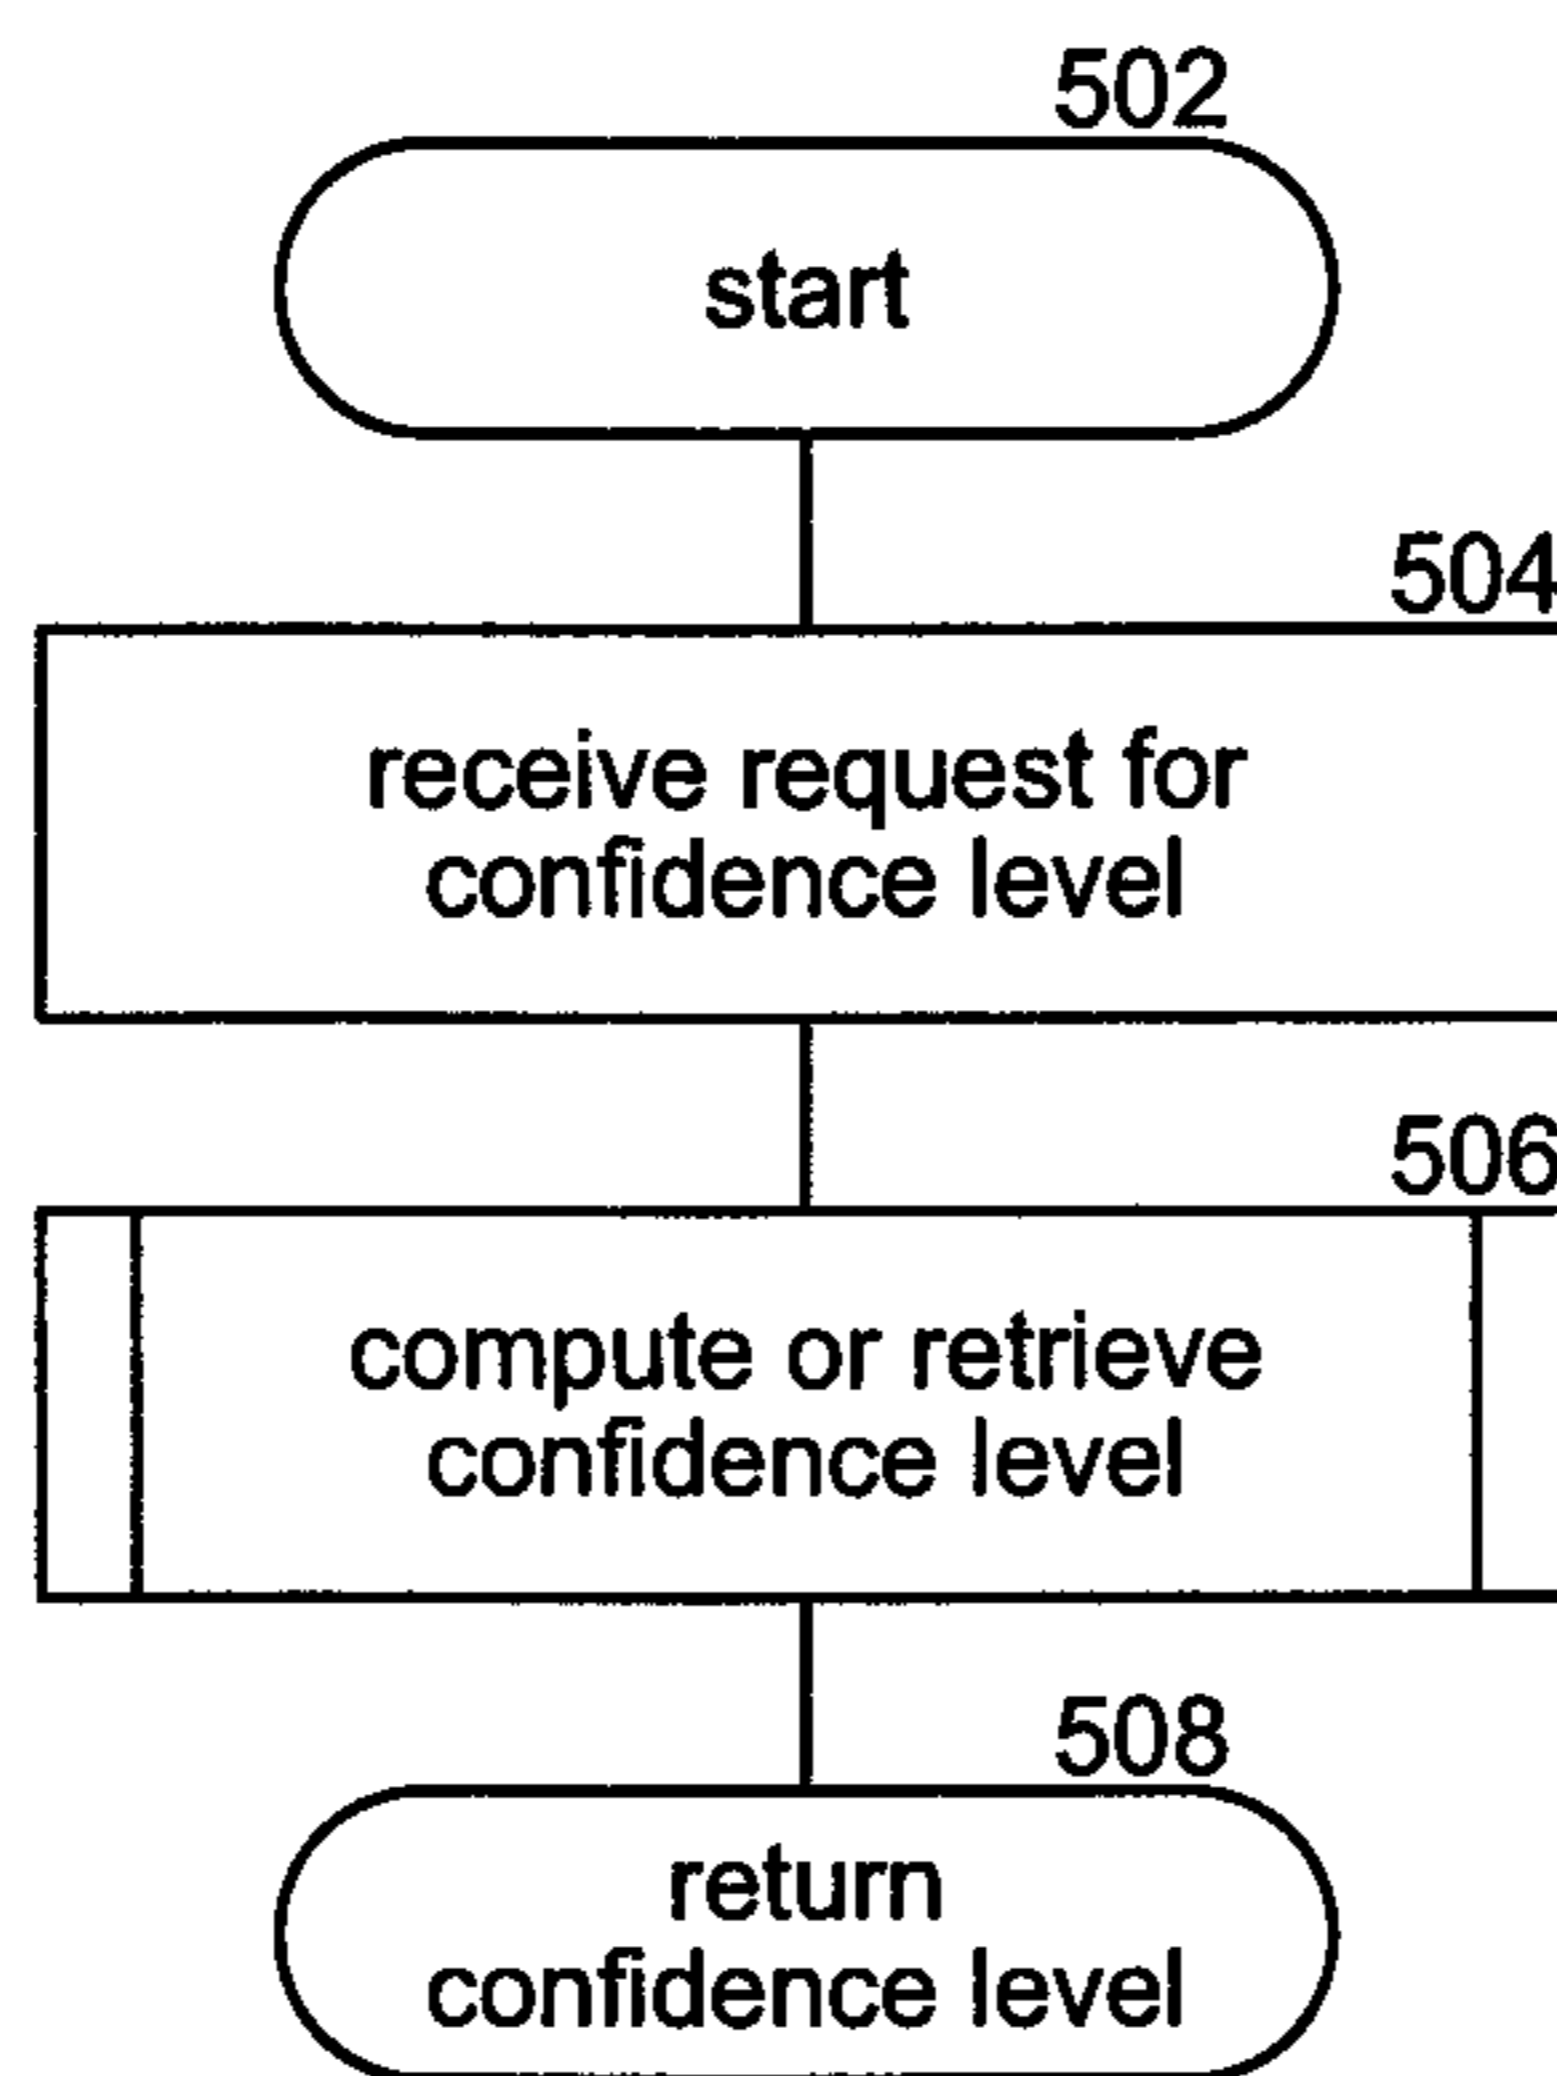 502
start
504
receive request for
confidence level
506
compute or retrieve
confidence level
508
return
confidence level